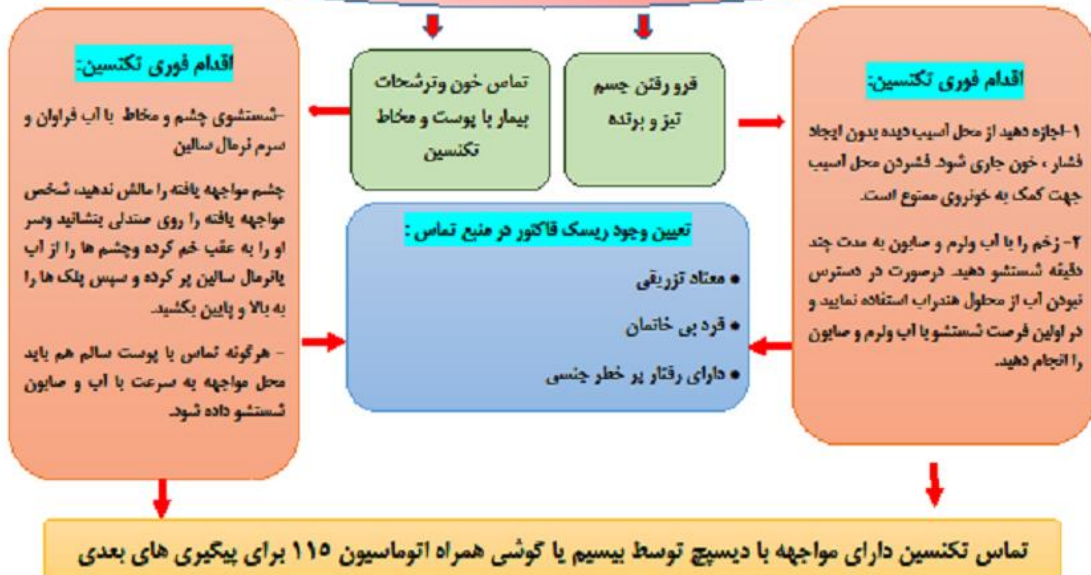 اقدام فوری تکتسین:
۱-اجازه دهید از محل آسیب دیده بدون ایجاد
فشار ، خون جاری شود. فشردن محل آسیب
جهت کمک به خونروی ممنوع است.
۲- زخم را با آب ولرم و صابون به مدت چند
دقیقه شستشو دهید. درصورت در دسترس
نبودن آب از محلول هندراب استفاده نمایید و
در اولین فرصت شستشو با آب ولرم و صابون
را انجام دهید.
فرو رفتن جسم
تیز و برنده
تماس خون وترشحات
بیمار با پوست و مخاط
تکنسین
اقدام فوری تکتسین:
-شستشوی چشم و مخاط با آب فراوان و
سرم نرمال سالین
چشم مواجهه یافته را مالش ندهید، شخص
مواجهه یافته را روی صندلی بنشانید وسر
او را به عقب خم کرده وچشم ها را از آب
یانرمال سالین پر کرده و سپس پلک ها را
به بالا و پایین بکشید.
- هرگونه تماس با پوست سالم هم باید
محل مواجهه به سرعت با آب و صابون
شستشو داده شود.
تعیین وجود ریسک فاکتور در منبع تماس :
● معتاد تزریقی
● فرد بی خانمان
● دارای رفتار پر خطر جنسی
تماس تکنسین دارای مواجهه با دیسپچ توسط بیسیم یا گوشی همراه اتوماسیون ۱۱۵ برای پیگیری های بعدی